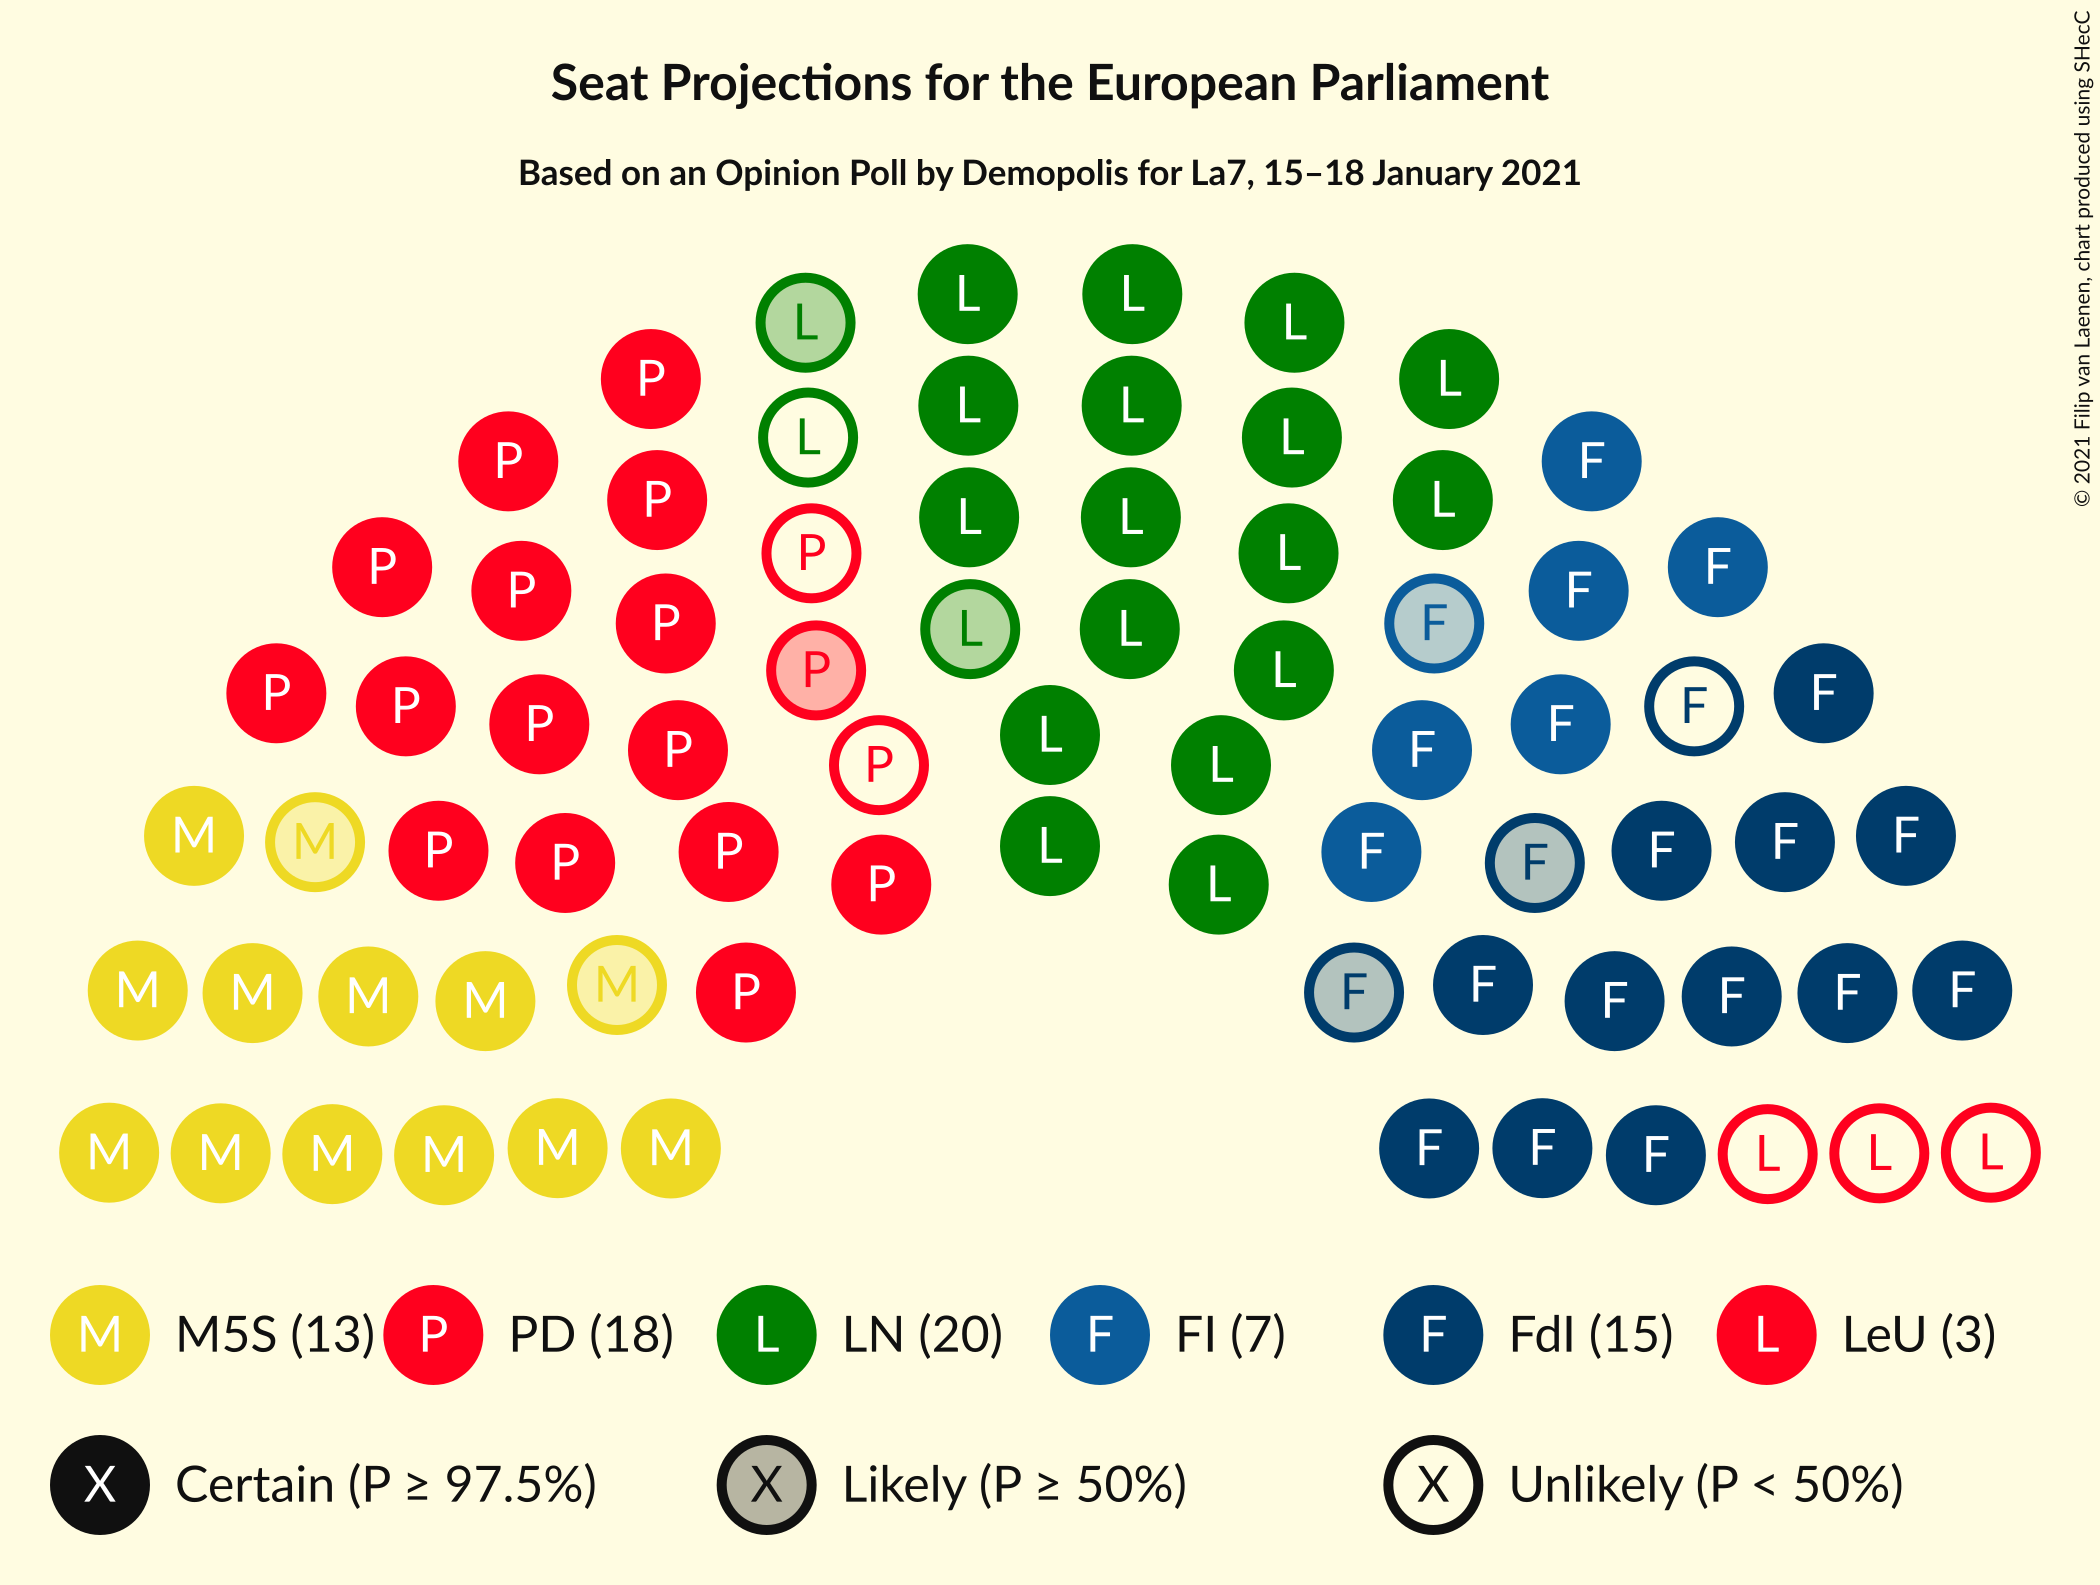 Seat Projections for the European Parliament
Based on an Opinion Poll by Demopolis for La7, 15–18 January 2021
© 2021 Filip van Laenen, chart produced using SHecC
L L
L L
P L L
L L
L L
P F
P L
L L
P P F
L F
P P L F
P L L
P P P F F F F
P P F
L
P L
M M F F F
P P P F F
L
P L
M M M M M P F F F F F F
M M M M M M F F F L L L
M M5S (13) P PD (18) L LN (20) F FI (7) F FdI (15) L LeU (3)
X Certain (P ≥ 97.5%) X Likely (P ≥ 50%) X Unlikely (P < 50%)